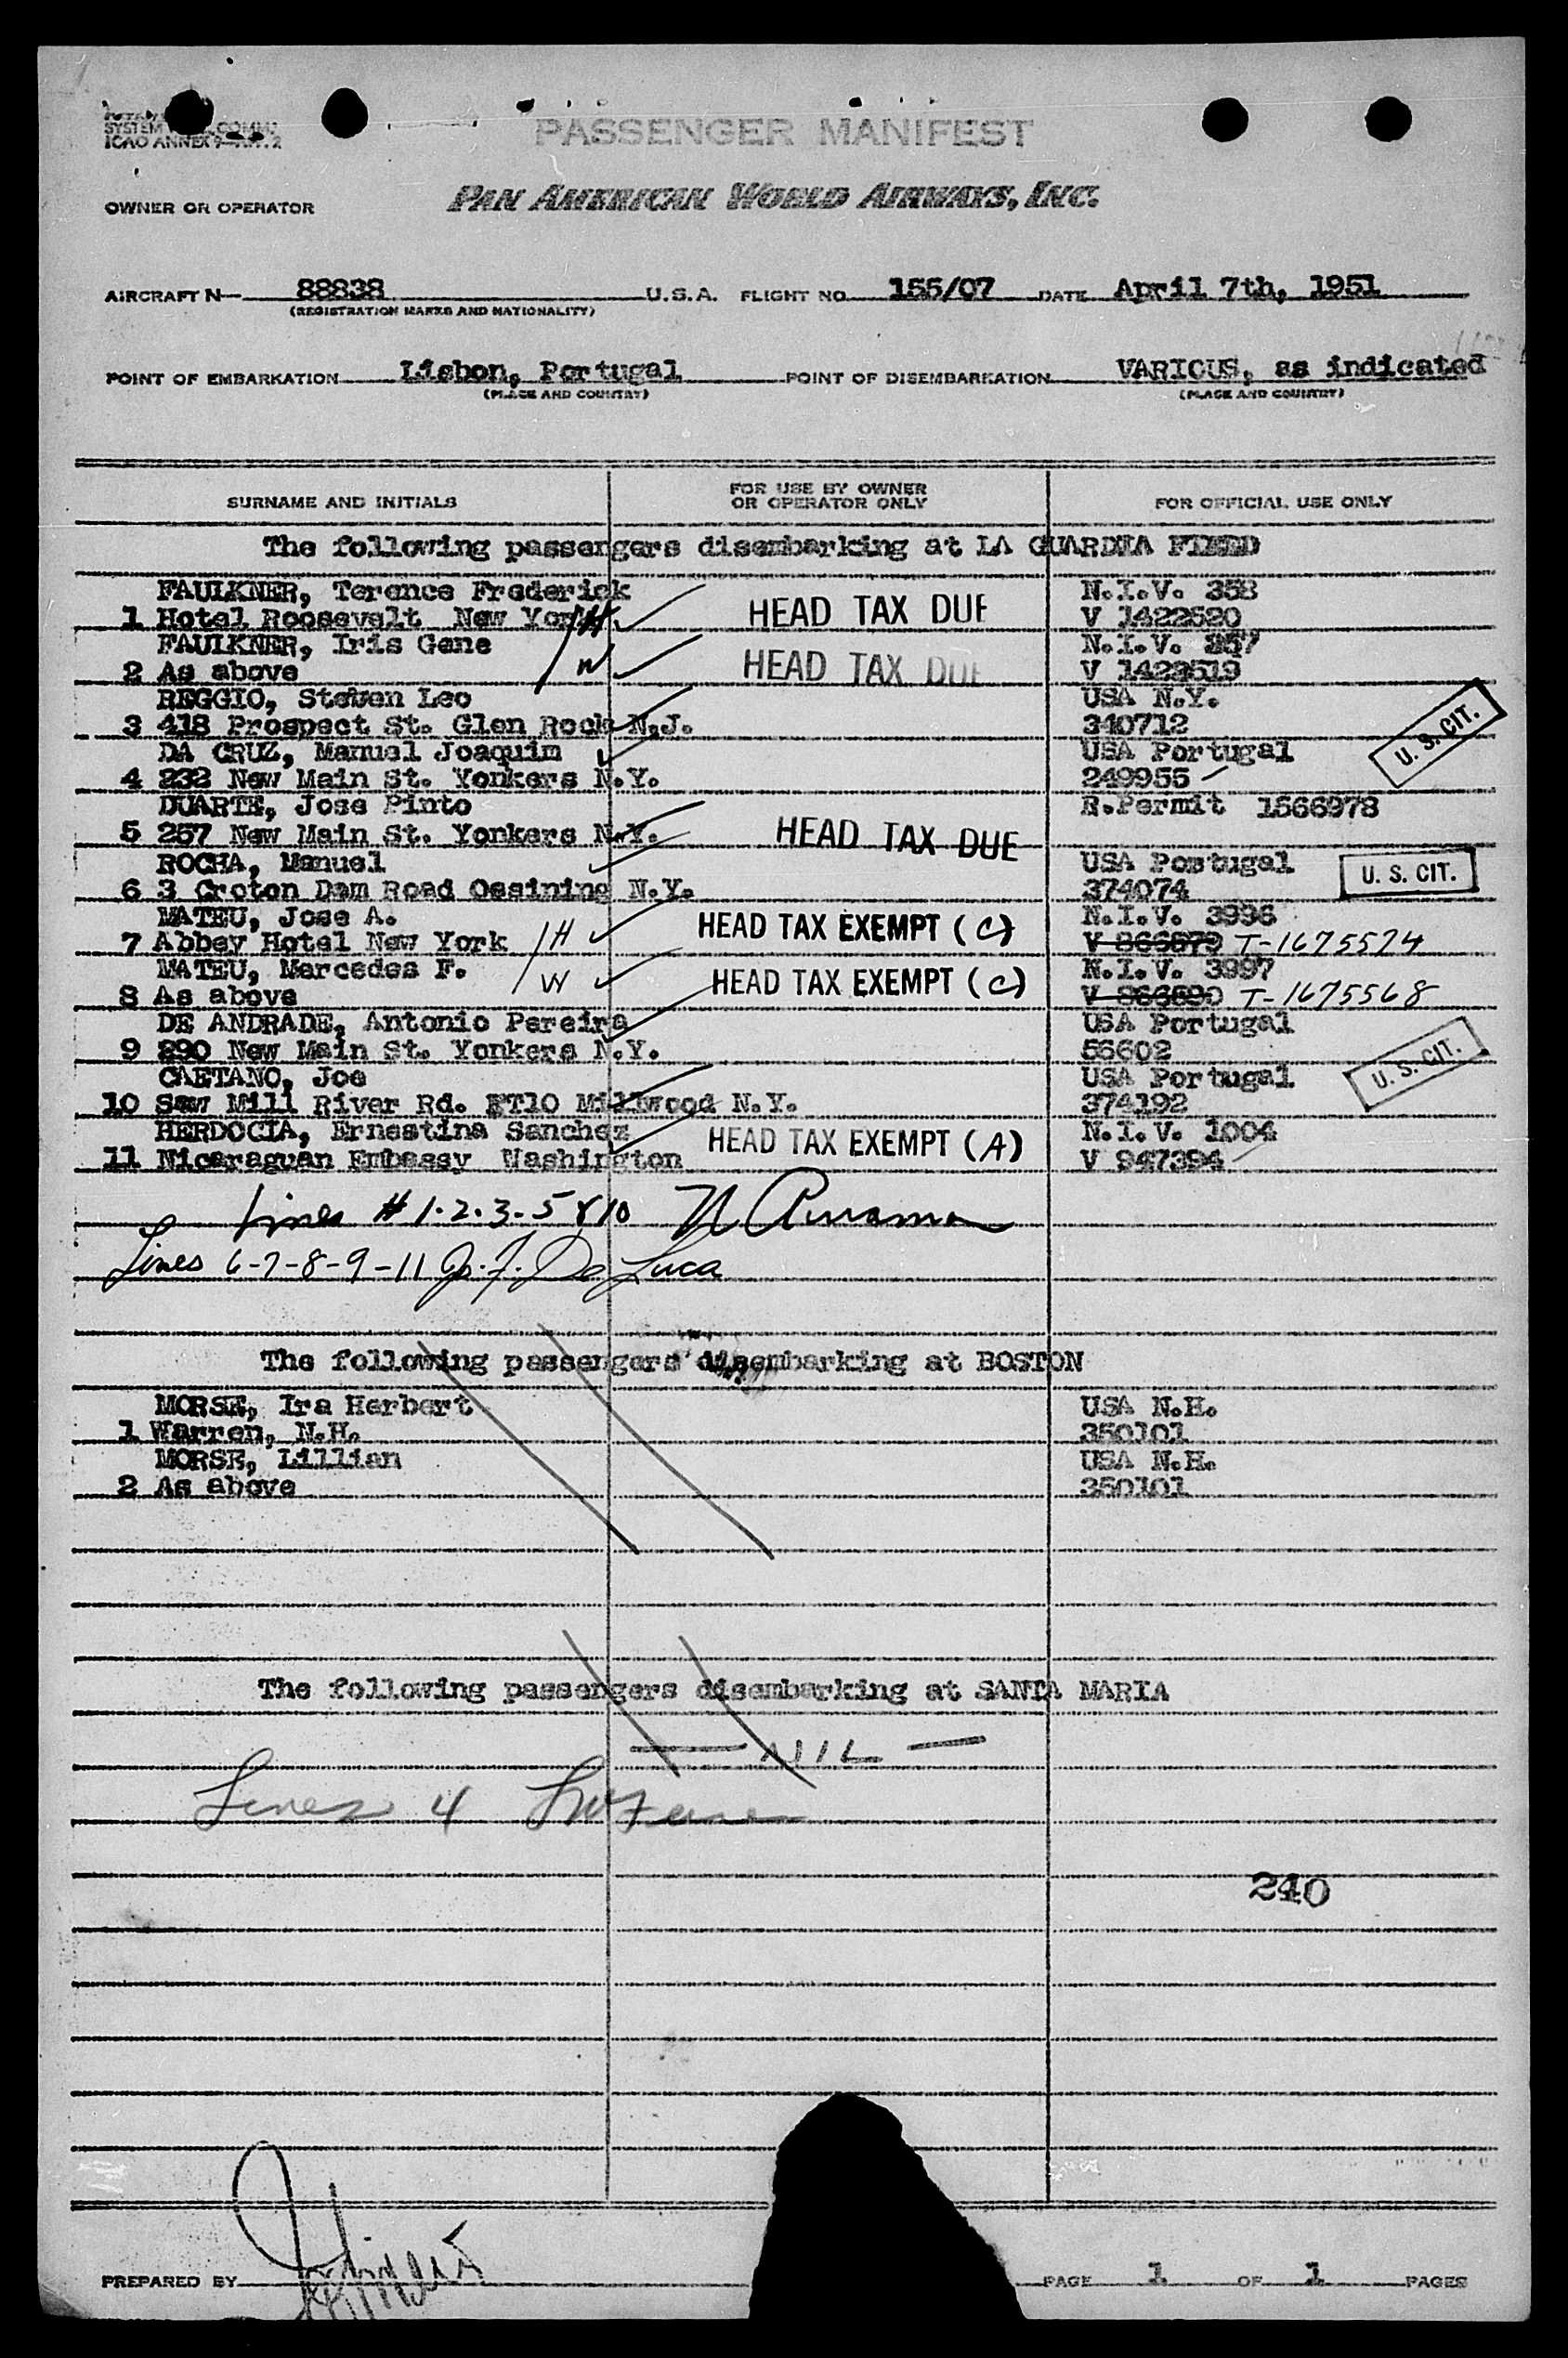 SYSTEM
ICAO ANNEX 9
PASSENGER MANIFEST
OWNER OR OPERATOR PAN AMERICAN WORLD AIRWAYS, INC.
AIRCRAFT N— 88838 U.S.A. FLIGHT NO. 155/07 DATE April 7th, 1951
(REGISTRATION MARKS AND NATIONALITY)
POINT OF EMBARKATION Lisbon, Portugal POINT OF DISEMBARKATION VARIOUS, as indicated
(PLACE AND COUNTRY) (PLACE AND COUNTRY)
SURNAME AND INITIALS FOR USE BY OWNER OR OPERATOR ONLY FOR OFFICIAL USE ONLY
The following passengers disembarking at LA GUARDIA FIELD
FAULKNER, Terence Frederick N.I.V. 358
1 Hotel Roosevelt New York /H HEAD TAX DUE V 1422520
FAULKNER, Iris Gene N.I.V. 357
2 As above /W HEAD TAX DUE V 1422519
REGGIO, Steven Leo USA N.Y.
3 418 Prospect St. Glen Rock N.J. 340712 U. S. CIT.
DA CRUZ, Manuel Joaquim USA Portugal
4 232 New Main St. Yonkers N.Y. 249955
DUARTE, Jose Pinto R.Permit 1566978
5 257 New Main St. Yonkers N.Y. HEAD TAX DUE
ROCHA, Manuel USA Postugal U. S. CIT.
6 3 Croton Dam Road Ossining N.Y. 374074
MATEU, Jose A. N.I.V. 3996
7 Abbey Hotel New York /H HEAD TAX EXEMPT (C) V 866879 T-1675574
MATEU, Mercedes F. N.I.V. 3997
8 As above /W HEAD TAX EXEMPT (C) V 866880 T-1675568
DE ANDRADE, Antonio Pereira USA Portugal
9 290 New Main St. Yonkers N.Y. 56602
CAETANO, Joe USA Portugal U. S. CIT.
10 Saw Mill River Rd. Millwood N.Y. 374192
HERDOCIA, Ernestina Sanchez N.I.V. 1004
11 Nicaraguan Embassy Washington HEAD TAX EXEMPT (A) V 947394
Lines # 1.2.3.5 & 10
Lines 6-7-8-9-11 J. F. De Luca
The following passengers disembarking at BOSTON
MORSE, Ira Herbert USA N.H.
1 Warren, N.H. 350101
MORSE, Lillian USA N.H.
2 As above 350101
The following passengers disembarking at SANTA MARIA
— NIL —
Lines 4
240
PREPARED BY PAGE 1 OF 1 PAGES